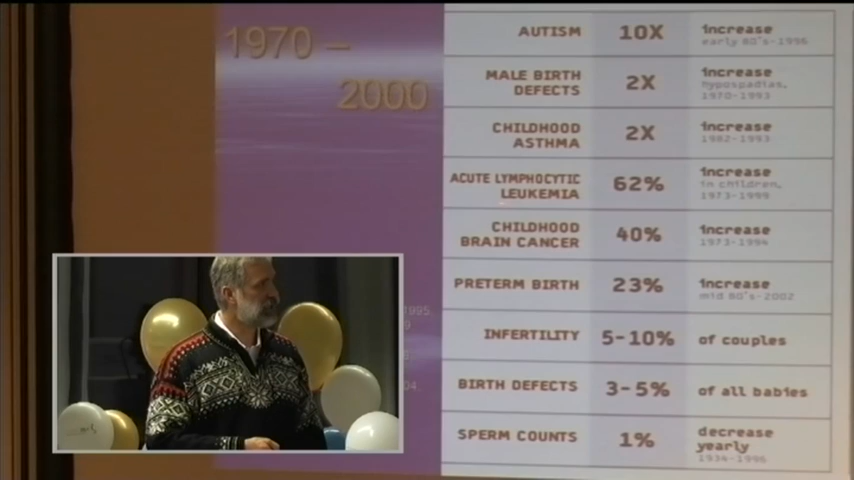 1970 –
2000
AUTISM 10X increase
early 80's-1996
MALE BIRTH DEFECTS 2X increase
hypospadias,
1970-1993
CHILDHOOD ASTHMA 2X increase
1982-1993
ACUTE LYMPHOCYTIC LEUKEMIA 62% increase
in children,
1973-1999
CHILDHOOD BRAIN CANCER 40% increase
1973-1994
PRETERM BIRTH 23% increase
mid 80's-2002
INFERTILITY 5-10% of couples
BIRTH DEFECTS 3-5% of all babies
SPERM COUNTS 1% decrease
yearly
1934-1996
1995